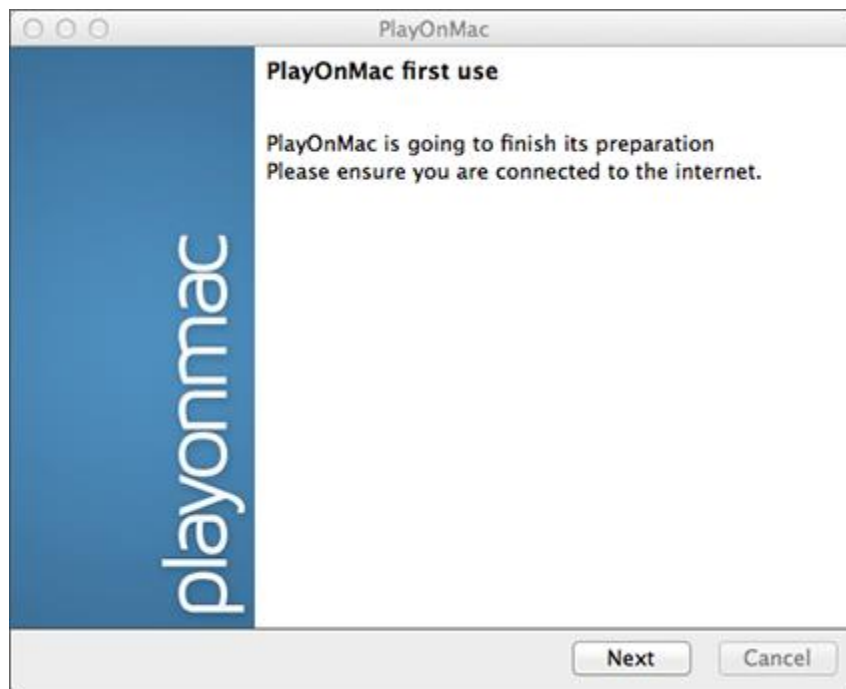 PlayOnMac
PlayOnMac first use
PlayOnMac is going to finish its preparation
Please ensure you are connected to the internet.
playonmac
Next
Cancel